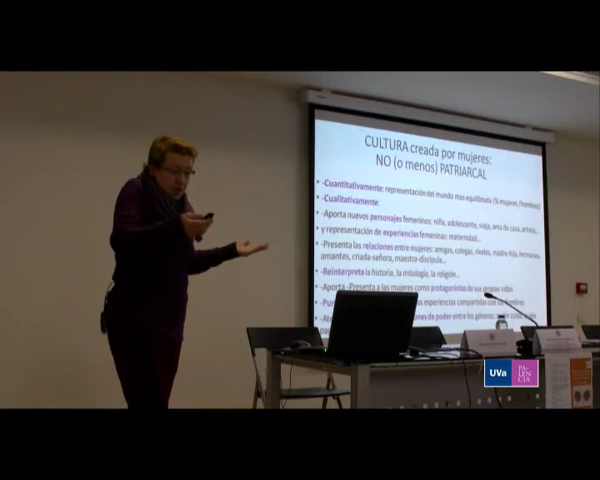 CULTURA creada por mujeres:
NO (o menos) PATRIARCAL
-Cuantitativamente: representación del mundo más equilibrada (% mujeres /hombres)
-Cualitativamente:
-Aporta nuevos personajes femeninos: niña, adolescente, vieja, ama de casa, artista...
y representación de experiencias femeninas: maternidad...
-Presenta las relaciones entre mujeres: amigas, colegas, rivales, madre hija, hermanas,
amantes, criada-señora, maestra-discípula...
-Reinterpreta la historia, la mitología, la religión...
-Aporta -Presenta a las mujeres como protagonistas de sus propias vidas
experiencias compartidas con los hombres
de poder entre los géneros
UVa
PA-
LEN
CIA